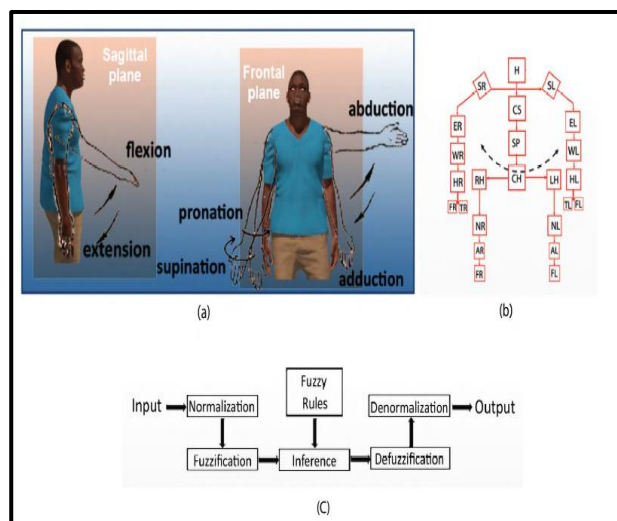 Sagittal
plane
flexion
extension
Frontal
plane
abduction
pronation
supination
adduction
(a)
H
SR
SL
CS
ER
EL
SP
WR
WL
RH
CH
LH
HR
HL
FR TR
TL FL
NR
NL
AR
AL
FR
FL
(b)
Fuzzy
Rules
Input
Normalization
Denormalization
Output
Fuzzification
Inference
Defuzzification
(C)